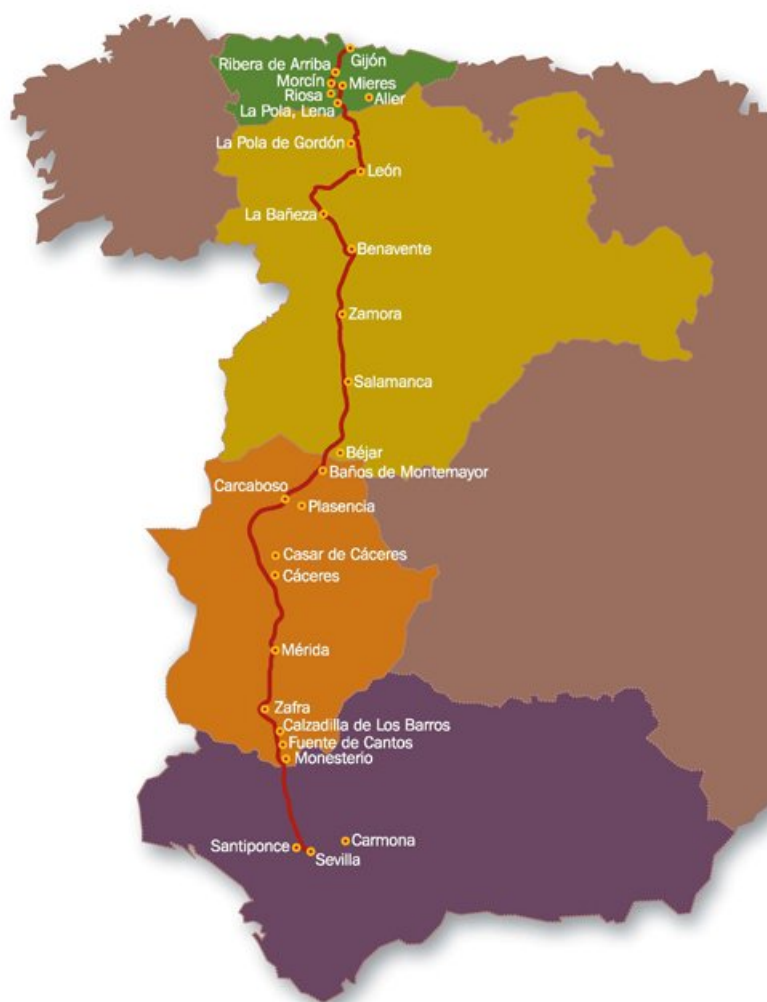 Gijón
Ribera de Arriba
Morcín
Mieres
Riosa
Aller
La Pola, Lena
La Pola de Gordón
León
La Bañeza
Benavente
Zamora
Salamanca
Béjar
Baños de Montemayor
Carcaboso
Plasencia
Casar de Cáceres
Cáceres
Mérida
Zafra
Calzadilla de Los Barros
Fuente de Cantos
Monesterio
Carmona
Santiponce
Sevilla